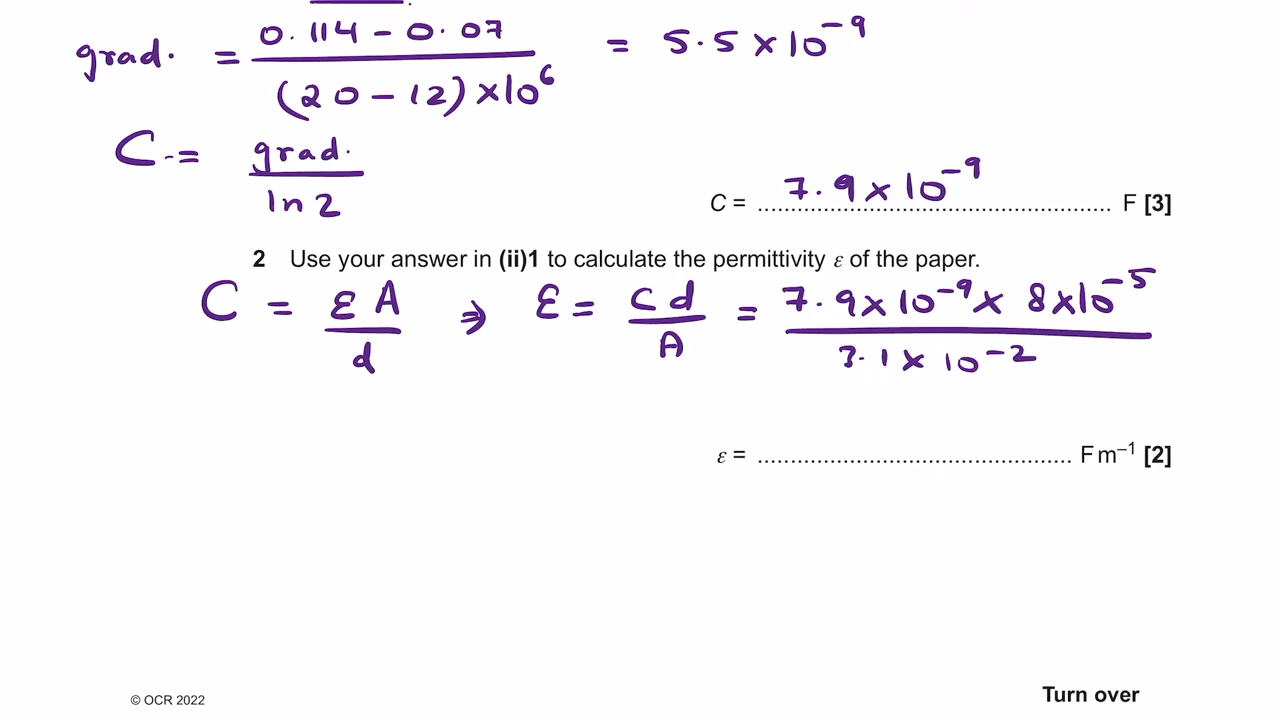 grad. = 0.114 - 0.07 / (20 - 12) × 10⁶ = 5.5 × 10⁻⁹
C = grad. / ln 2
7.9 × 10⁻⁹
C = ........................................................ F [3]
2 Use your answer in (ii)1 to calculate the permittivity ε of the paper.
C = εA / d ⇒ ε = Cd / A = 7.9 × 10⁻⁹ × 8 × 10⁻⁵ / 3.1 × 10⁻²
ε = .................................................. F m⁻¹ [2]
© OCR 2022
Turn over